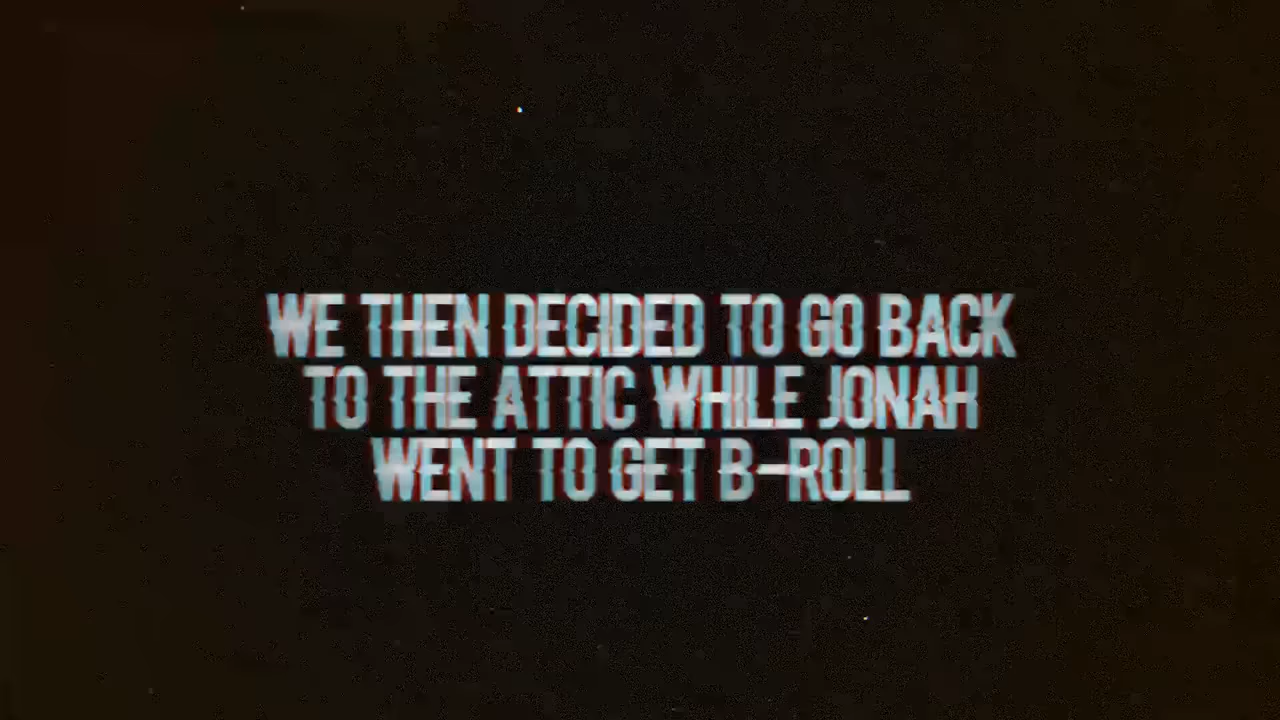 WE THEN DECIDED TO GO BACK
TO THE ATTIC WHILE JONAH
WENT TO GET B-ROLL